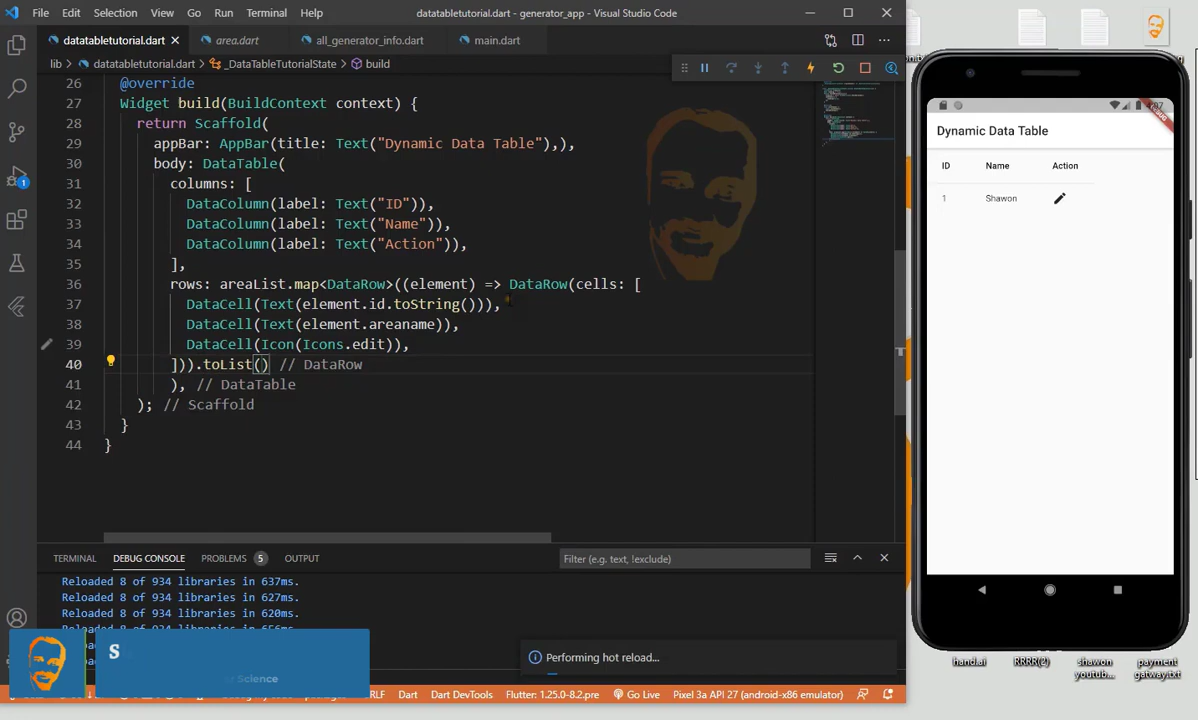 File Edit Selection View Go Run Terminal Help datatabletutorial.dart - generator_app - Visual Studio Code
datatabletutorial.dart area.dart all_generator_info.dart main.dart
lib > datatabletutorial.dart > _DataTableTutorialState > build
26 @override
27 Widget build(BuildContext context) {
28 return Scaffold(
29 appBar: AppBar(title: Text("Dynamic Data Table"),),
30 body: DataTable(
31 columns: [
32 DataColumn(label: Text("ID")),
33 DataColumn(label: Text("Name")),
34 DataColumn(label: Text("Action")),
35 ],
36 rows: areaList.map<DataRow>((element) => DataRow(cells: [
37 DataCell(Text(element.id.toString())),
38 DataCell(Text(element.areaname)),
39 DataCell(Icon(Icons.edit)),
40 ])).toList() // DataRow
41 ), // DataTable
42 ); // Scaffold
43 }
44 }
TERMINAL DEBUG CONSOLE PROBLEMS 5 OUTPUT
Filter (e.g. text, !exclude)
Reloaded 8 of 934 libraries in 637ms.
Reloaded 8 of 934 libraries in 627ms.
Reloaded 8 of 934 libraries in 620ms.
Performing hot reload...
S
Science
Dart Dart DevTools Flutter: 1.25.0-8.2.pre Go Live Pixel 3a API 27 (android-x86 emulator)
1
DEBUG
Dynamic Data Table
ID Name Action
1 Shawon
hand.ai RRRR(2) shawon youtub... payment gatway.txt